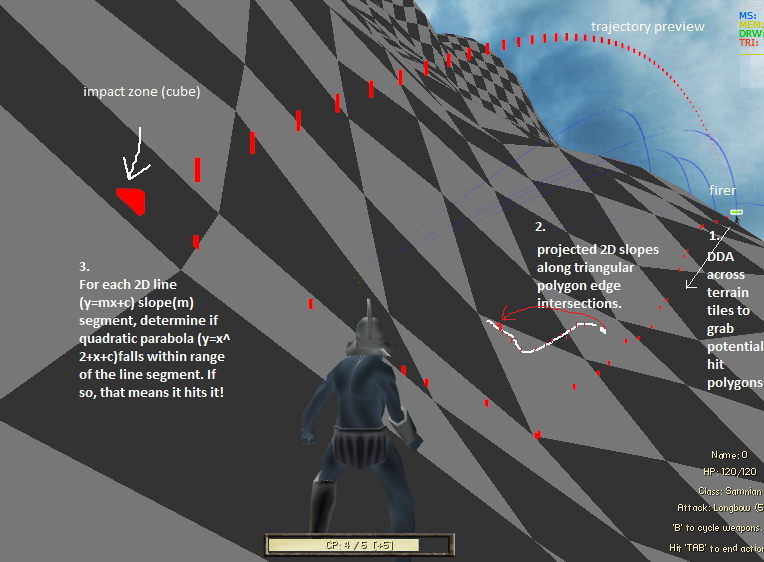 trajectory preview
MS:
MEM:
DRW:
TRI:
impact zone (cube)
firer
1.
DDA
across
terrain
tiles to
grab
potential
hit
polygons
2.
projected 2D slopes
along triangular
polygon edge
intersections.
3.
For each 2D line
(y=mx+c) slope(m)
segment, determine if
quadratic parabola (y=x^
2+x+c)falls within range
of the line segment. If
so, that means it hits it!
Name: 0
HP: 120/120
Class: Samnian
Attack: Longbow (5
'B' to cycle weapons.
Hit 'TAB' to end action
CP: 4 / 5 [+5]